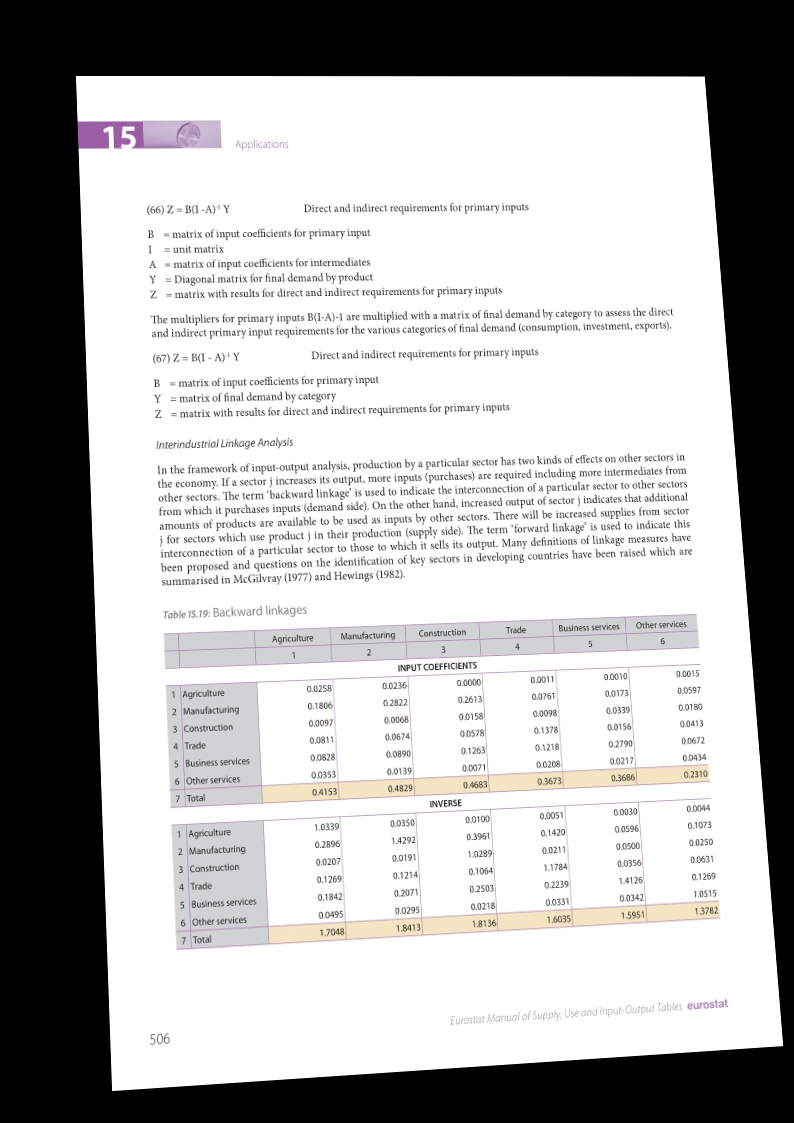 15
Applications
(66) Z = B(I -A)⁻¹ Y Direct and indirect requirements for primary inputs
B = matrix of input coefficients for primary input
I = unit matrix
A = matrix of input coefficients for intermediates
Y = Diagonal matrix for final demand by product
Z = matrix with results for direct and indirect requirements for primary inputs
The multipliers for primary inputs B(I-A)-1 are multiplied with a matrix of final demand by category to assess the direct
and indirect primary input requirements for the various categories of final demand (consumption, investment, exports).
(67) Z = B(I - A)⁻¹ Y Direct and indirect requirements for primary inputs
B = matrix of input coefficients for primary input
Y = matrix of final demand by category
Z = matrix with results for direct and indirect requirements for primary inputs
Interindustrial Linkage Analysis
In the framework of input-output analysis, production by a particular sector has two kinds of effects on other sectors in
the economy. If a sector j increases its output, more inputs (purchases) are required including more intermediates from
other sectors. The term ‘backward linkage’ is used to indicate the interconnection of a particular sector to other sectors
from which it purchases inputs (demand side). On the other hand, increased output of sector j indicates that additional
amounts of products are available to be used as inputs by other sectors. There will be increased supplies from sector
j for sectors which use product j in their production (supply side). The term ‘forward linkage’ is used to indicate this
interconnection of a particular sector to those to which it sells its output. Many definitions of linkage measures have
been proposed and questions on the identification of key sectors in developing countries have been raised which are
summarised in McGilvray (1977) and Hewings (1982).
Table 15.19: Backward linkages
Agriculture Manufacturing Construction Trade Business services Other services
1 2 3 4 5 6
INPUT COEFFICIENTS
1 Agriculture 0.0258 0.0236 0.0000 0.0011 0.0010 0.0015
2 Manufacturing 0.1806 0.2822 0.2613 0.0761 0.0173 0.0597
3 Construction 0.0097 0.0068 0.0158 0.0098 0.0339 0.0180
4 Trade 0.0811 0.0674 0.0578 0.1378 0.0156 0.0413
5 Business services 0.0828 0.0890 0.1263 0.1218 0.2790 0.0672
6 Other services 0.0353 0.0139 0.0071 0.0208 0.0217 0.0434
7 Total 0.4153 0.4829 0.4683 0.3673 0.3686 0.2310
INVERSE
1 Agriculture 1.0339 0.0350 0.0100 0.0051 0.0030 0.0044
2 Manufacturing 0.2896 1.4292 0.3961 0.1420 0.0596 0.1073
3 Construction 0.0207 0.0191 1.0289 0.0211 0.0500 0.0250
4 Trade 0.1269 0.1214 0.1064 1.1784 0.0356 0.0631
5 Business services 0.1842 0.2071 0.2503 0.2239 1.4126 0.1269
6 Other services 0.0495 0.0295 0.0218 0.0331 0.0342 1.0515
7 Total 1.7048 1.8413 1.8136 1.6035 1.5951 1.3782
506
Eurostat Manual of Supply, Use and Input-Output Tables eurostat